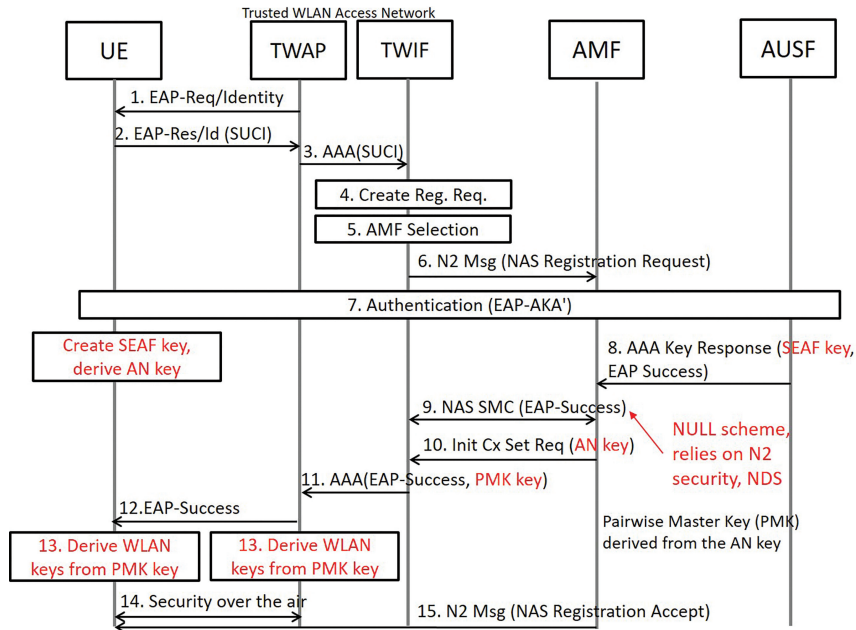 Trusted WLAN Access Network
UE
TWAP
TWIF
AMF
AUSF
1. EAP-Req/Identity
2. EAP-Res/Id (SUCI)
3. AAA(SUCI)
4. Create Reg. Req.
5. AMF Selection
6. N2 Msg (NAS Registration Request)
7. Authentication (EAP-AKA')
Create SEAF key,
derive AN key
8. AAA Key Response (SEAF key,
EAP Success)
9. NAS SMC (EAP-Success)
NULL scheme,
relies on N2
security, NDS
10. Init Cx Set Req (AN key)
11. AAA(EAP-Success, PMK key)
12.EAP-Success
Pairwise Master Key (PMK)
derived from the AN key
13. Derive WLAN
keys from PMK key
13. Derive WLAN
keys from PMK key
14. Security over the air
15. N2 Msg (NAS Registration Accept)